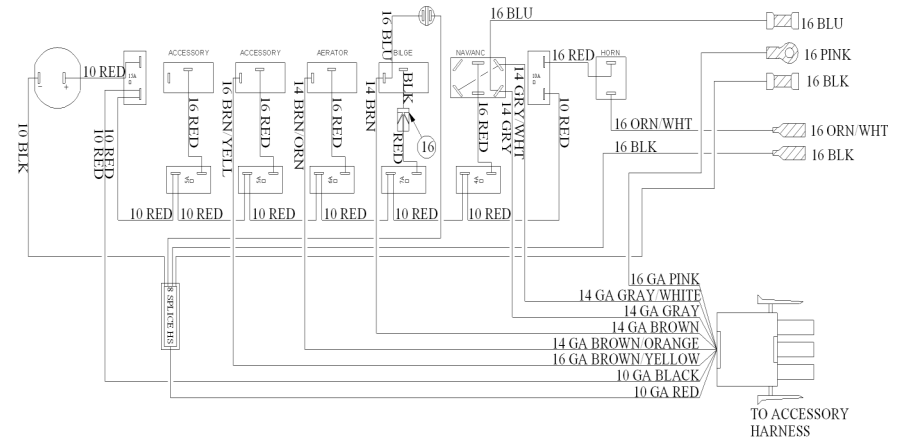 16 BLU
16 BLU
16 BLU
16 PINK
16 BLK
16 ORN/WHT
16 ORN/WHT
16 BLK
16 BLK
10 RED
ACCESSORY
ACCESSORY
AERATOR
BILGE
NAV/ANC
HORN
15A
15A
16 RED
- +
10 BLK
10 RED
10 RED
16 RED
16 BRN/YELL
16 RED
14 BRN/ORN
16 RED
14 BRN
BLK
RED
16
16 RED
14 GRY
14 GRY/WHT
10 RED
10 RED
10 RED
10 RED
10 RED
10 RED
10 RED
8 SPLICE HS
16 GA PINK
14 GA GRAY/WHITE
14 GA GRAY
14 GA BROWN
14 GA BROWN/ORANGE
16 GA BROWN/YELLOW
10 GA BLACK
10 GA RED
TO ACCESSORY
HARNESS